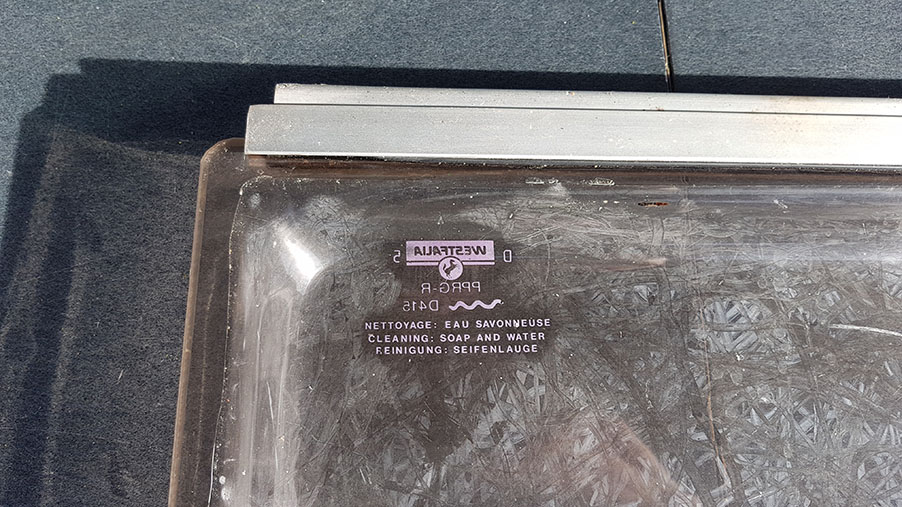 D WESTFALIA 5
PPRG-R
D415
NETTOYAGE: EAU SAVONNEUSE
CLEANING: SOAP AND WATER
REINIGUNG: SEIFENLAUGE